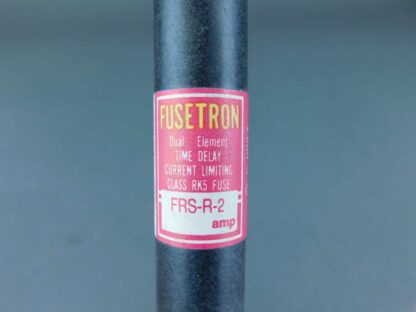 FUSETRON
Dual - Element
TIME DELAY
CURRENT LIMITING
CLASS RK5 FUSE
FRS-R-2
amp